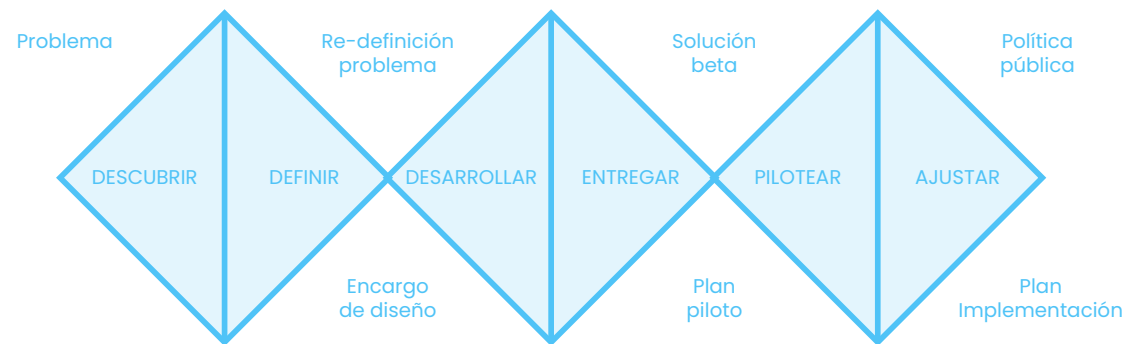 Problema
Re-definición
problema
Solución
beta
Política
pública
DESCUBRIR
DEFINIR
DESARROLLAR
ENTREGAR
PILOTEAR
AJUSTAR
Encargo
de diseño
Plan
piloto
Plan
Implementación